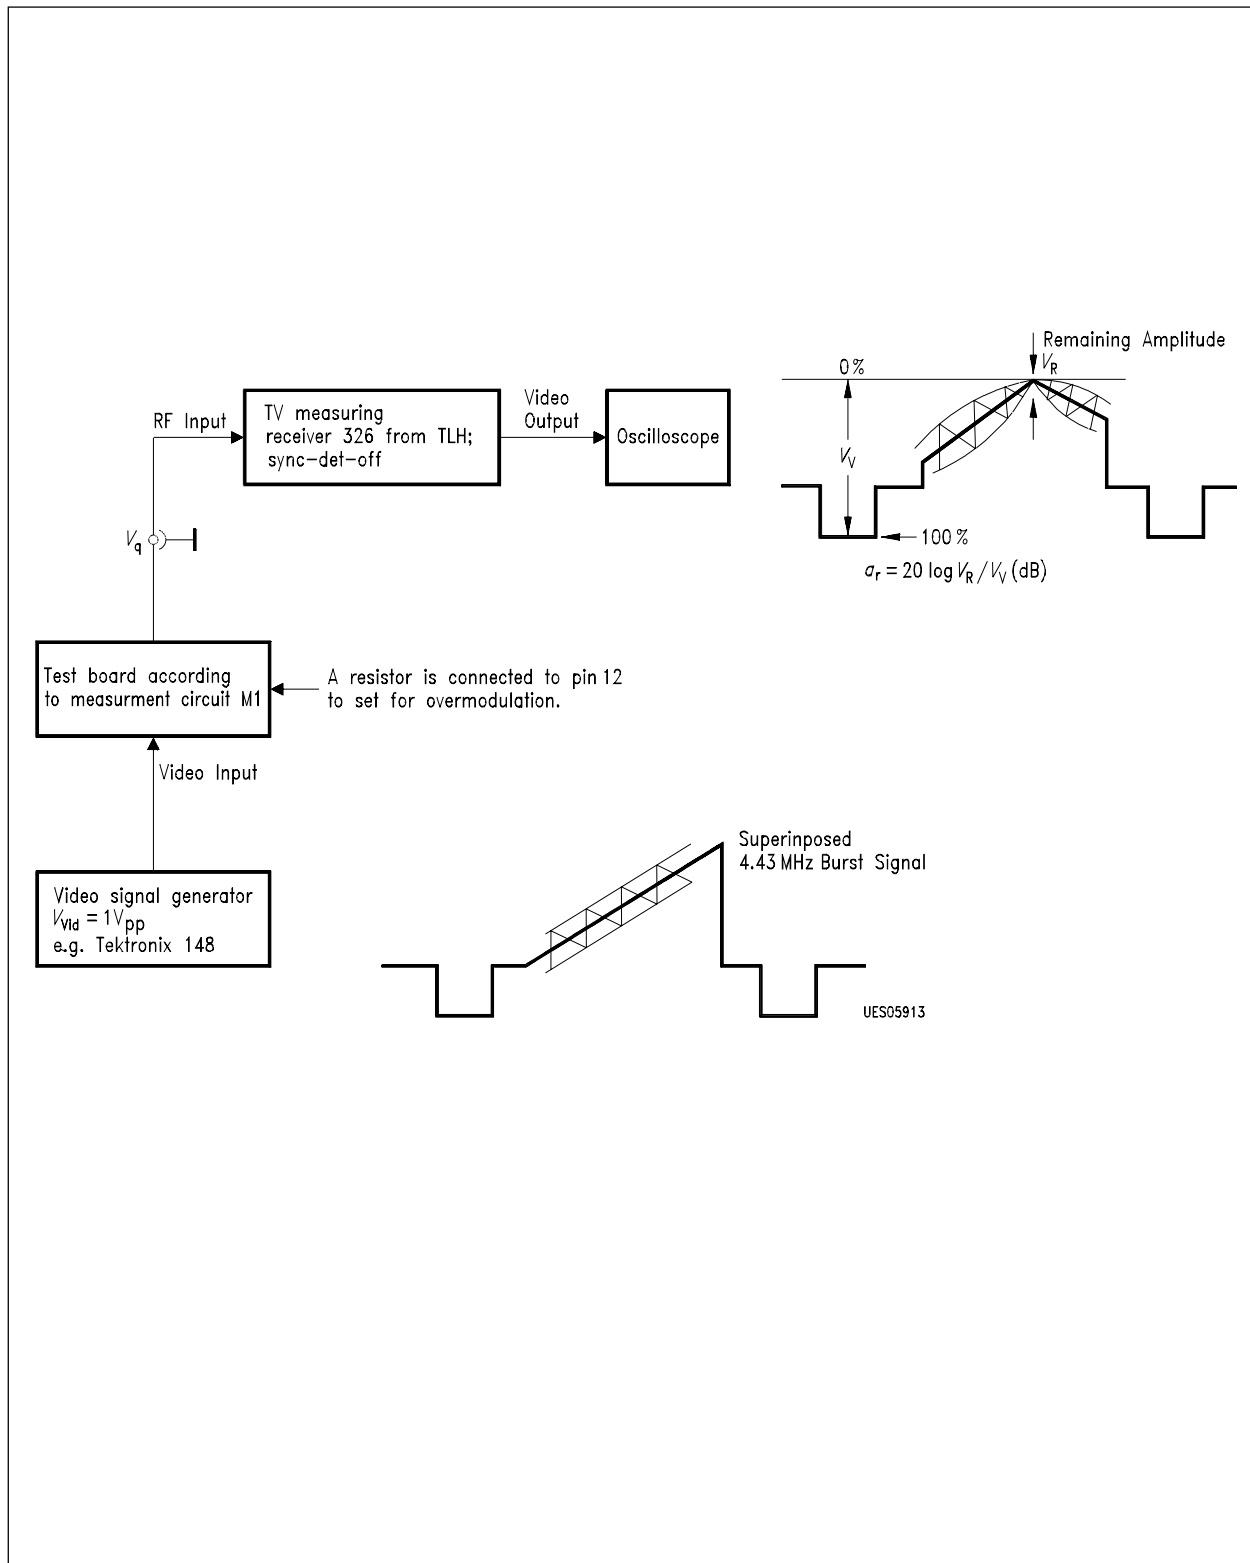 Remaining Amplitude
V_R
0%
TV measuring
receiver 326 from TLH;
sync-det-off
RF Input
Video
Output
Oscilloscope
V_V
100%
a_r = 20 log V_R / V_V (dB)
V_q
Test board according
to measurment circuit M1
A resistor is connected to pin 12
to set for overmodulation.
Video Input
Superinposed
4.43 MHz Burst Signal
Video signal generator
V_Vid = 1V_pp
e.g. Tektronix 148
UES05913